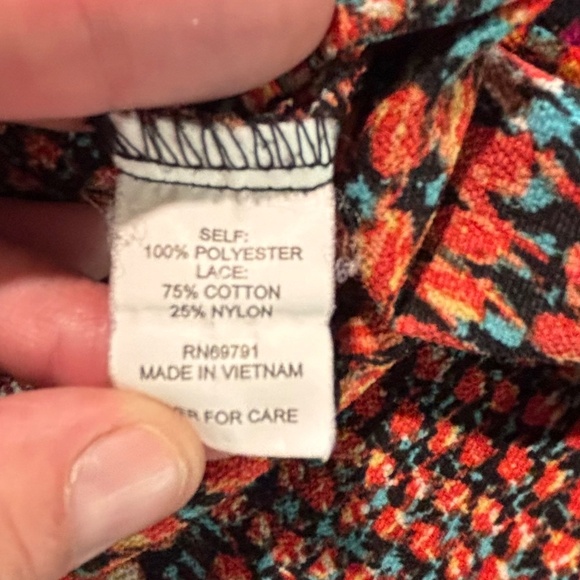 SELF:
100% POLYESTER
LACE:
75% COTTON
25% NYLON
RN69791
MADE IN VIETNAM
FOR CARE